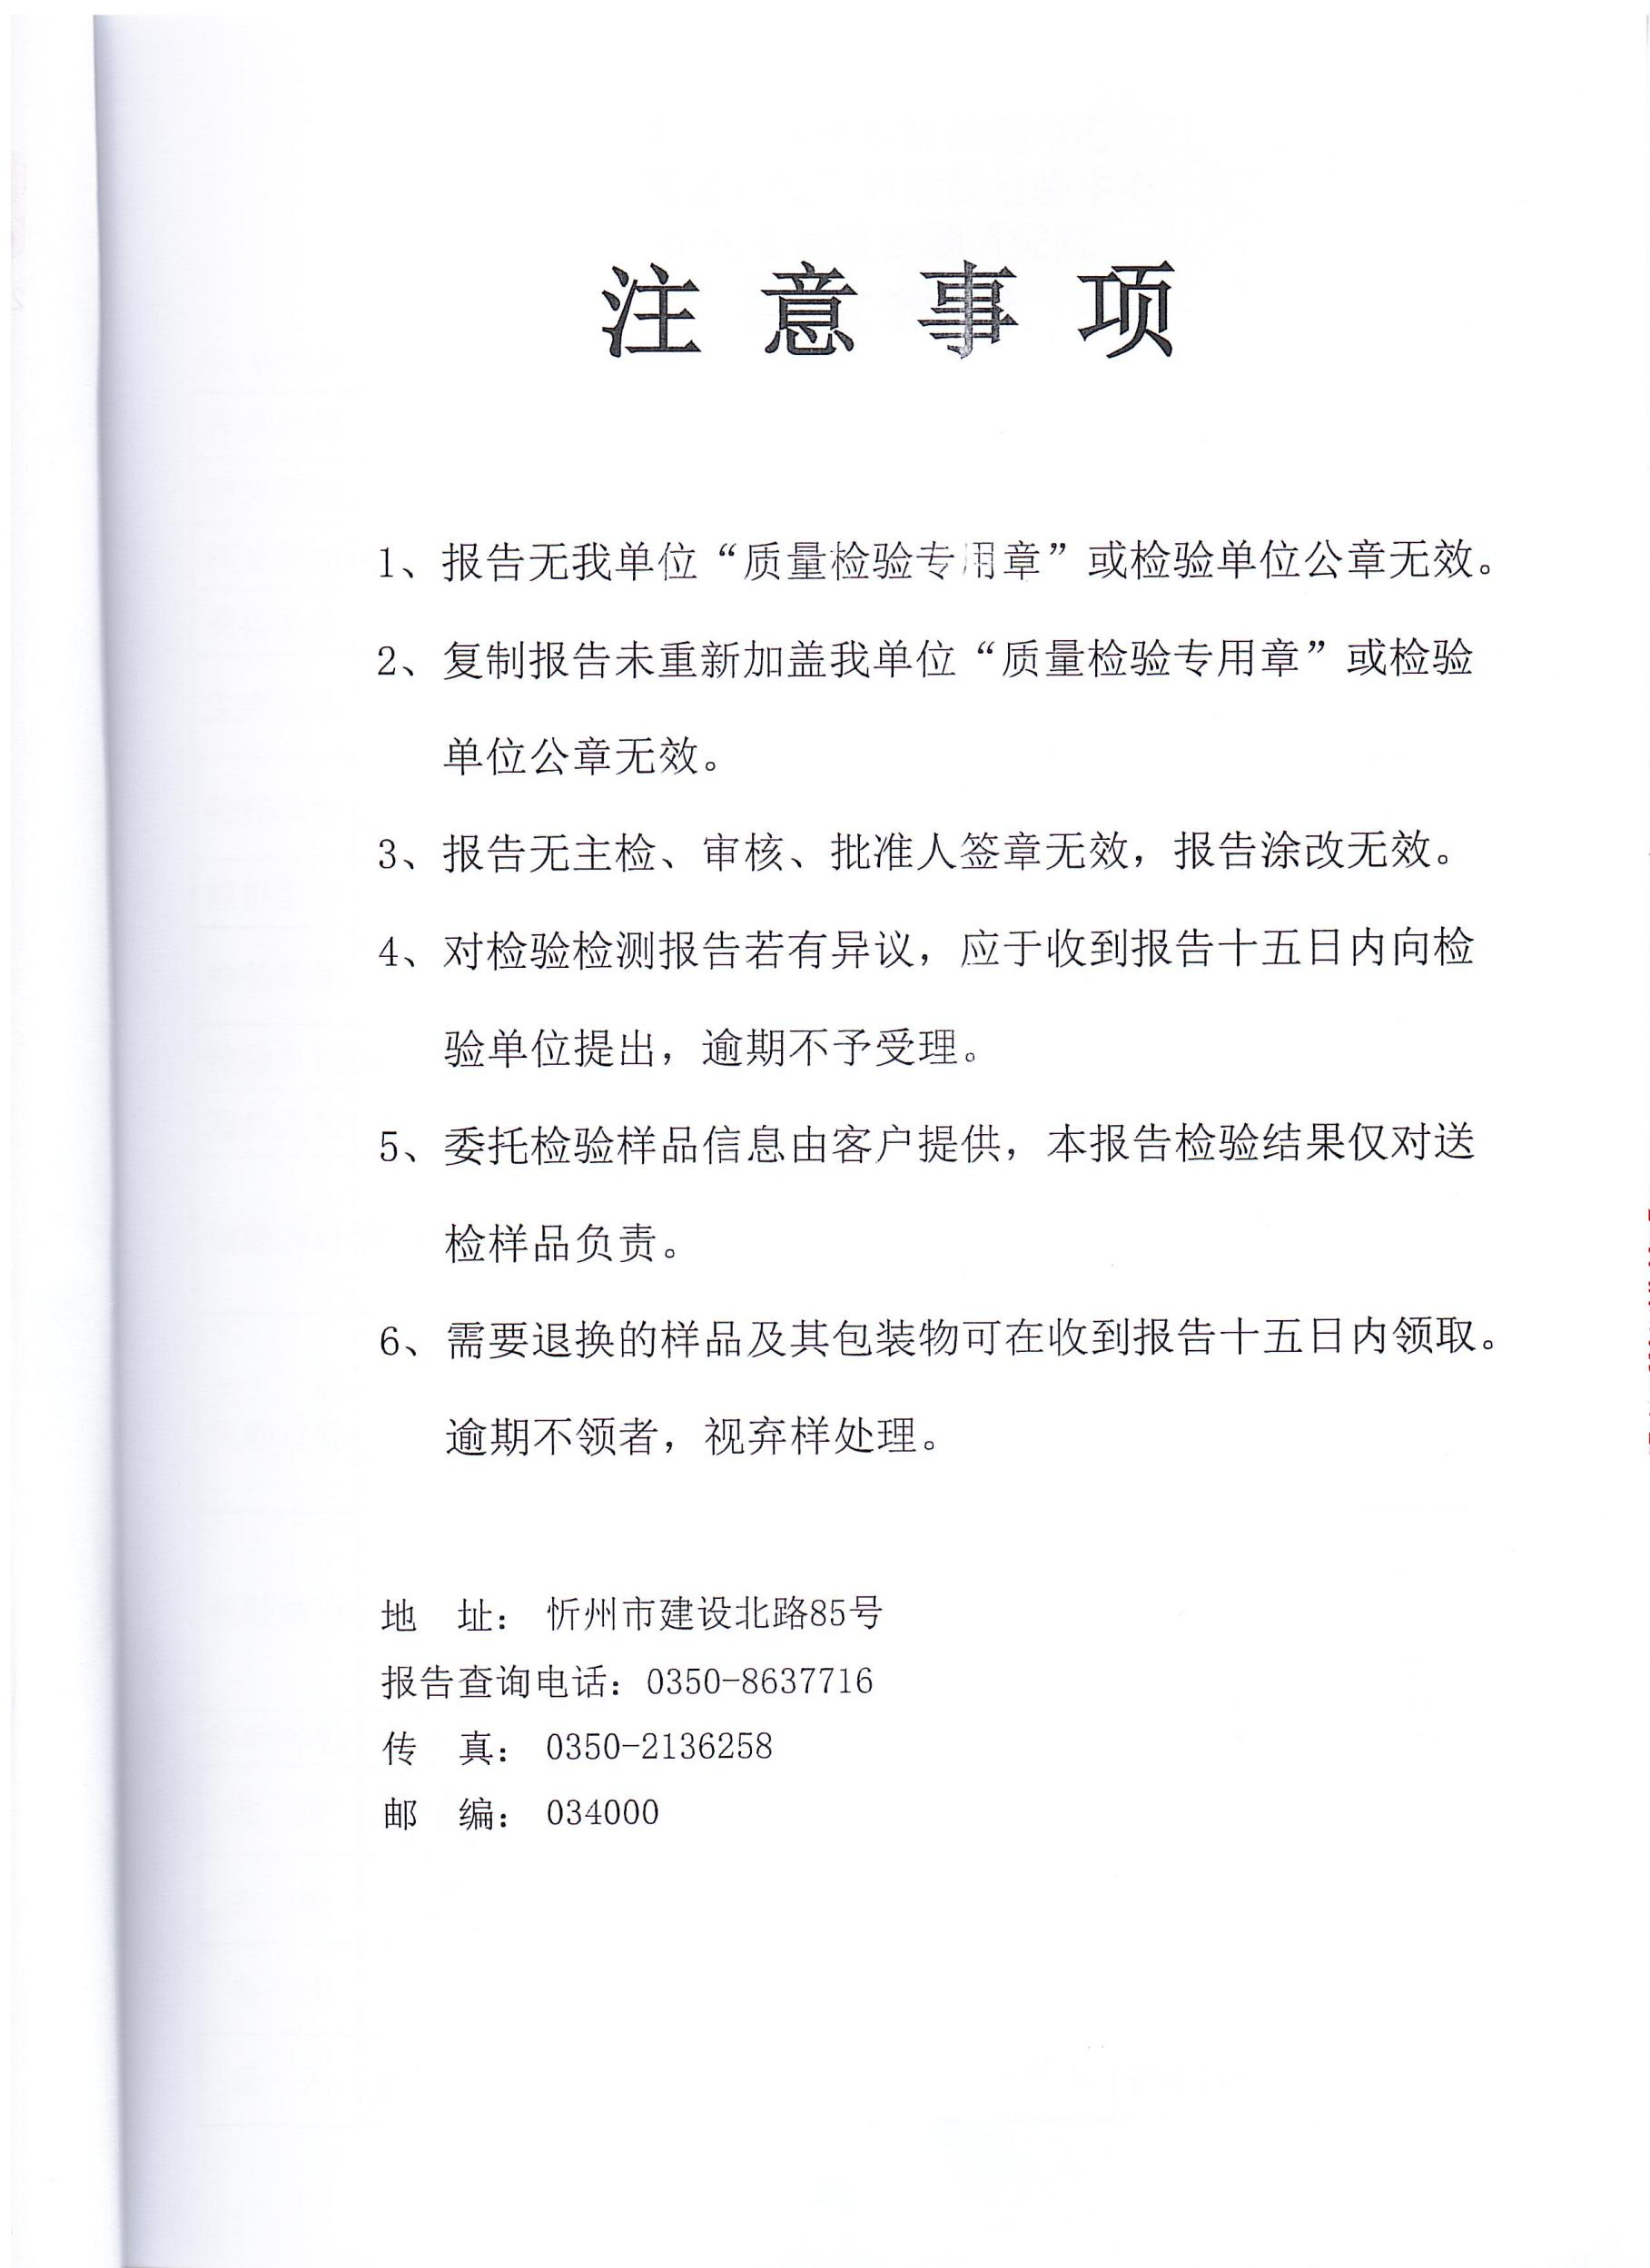 注意事项
1、报告无我单位“质量检验专用章”或检验单位公章无效。
2、复制报告未重新加盖我单位“质量检验专用章”或检验
单位公章无效。
3、报告无主检、审核、批准人签章无效，报告涂改无效。
4、对检验检测报告若有异议，应于收到报告十五日内向检
验单位提出，逾期不予受理。
5、委托检验样品信息由客户提供，本报告检验结果仅对送
检样品负责。
6、需要退换的样品及其包装物可在收到报告十五日内领取。
逾期不领者，视弃样处理。
地 址： 忻州市建设北路85号
报告查询电话：0350-8637716
传 真： 0350-2136258
邮 编： 034000